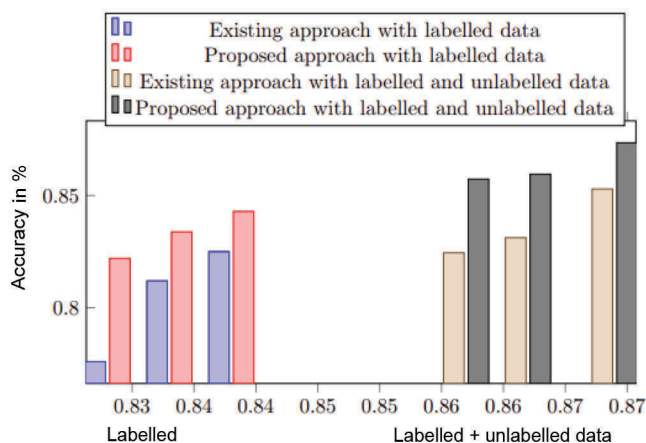 Existing approach with labelled data
Proposed approach with labelled data
Existing approach with labelled and unlabelled data
Proposed approach with labelled and unlabelled data
Accuracy in %
0.85
0.8
0.83 0.84 0.84 0.85 0.85 0.86 0.86 0.87 0.87
Labelled Labelled + unlabelled data